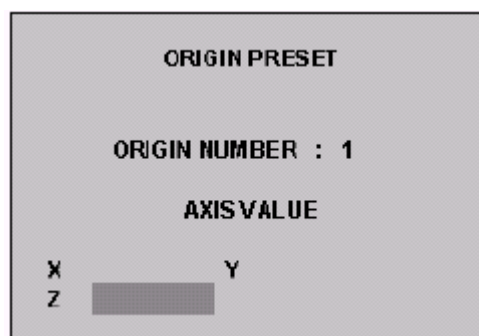 ORIGIN PRESET
ORIGIN NUMBER : 1
AXIS VALUE
X Y
Z